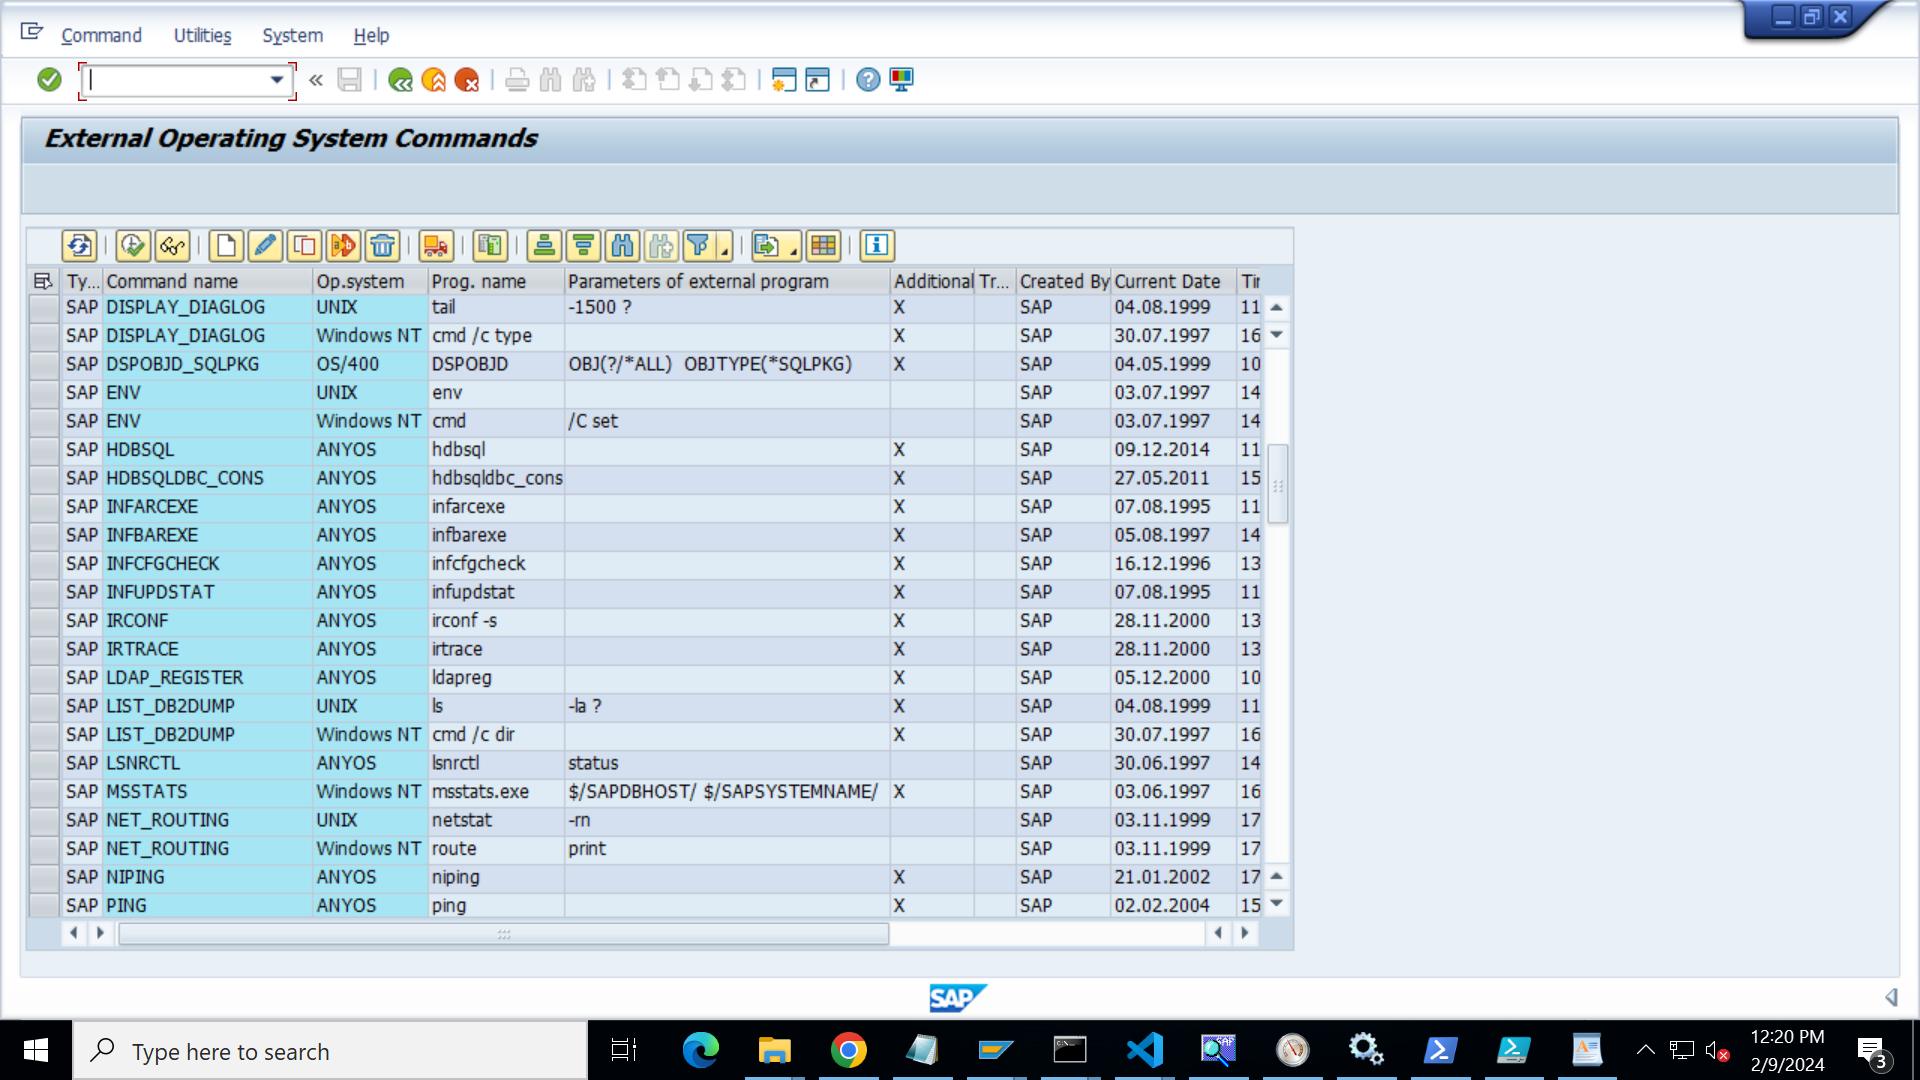 Command Utilities System Help
External Operating System Commands
Ty... Command name Op.system Prog. name Parameters of external program Additional Tr... Created By Current Date Tir
SAP DISPLAY_DIAGLOG UNIX tail -1500 ? X SAP 04.08.1999 11
SAP DISPLAY_DIAGLOG Windows NT cmd /c type X SAP 30.07.1997 16
SAP DSPOBJD_SQLPKG OS/400 DSPOBJD OBJ(?/*ALL) OBJTYPE(*SQLPKG) X SAP 04.05.1999 10
SAP ENV UNIX env SAP 03.07.1997 14
SAP ENV Windows NT cmd /C set SAP 03.07.1997 14
SAP HDBSQL ANYOS hdbsql X SAP 09.12.2014 11
SAP HDBSQLDBC_CONS ANYOS hdbsqldbc_cons X SAP 27.05.2011 15
SAP INFARCEXE ANYOS infarcexe X SAP 07.08.1995 11
SAP INFBAREXE ANYOS infbarexe X SAP 05.08.1997 14
SAP INFCFGCHECK ANYOS infcfgcheck X SAP 16.12.1996 13
SAP INFUPDSTAT ANYOS infupdstat X SAP 07.08.1995 11
SAP IRCONF ANYOS irconf -s X SAP 28.11.2000 13
SAP IRTRACE ANYOS irtrace X SAP 28.11.2000 13
SAP LDAP_REGISTER ANYOS ldapreg X SAP 05.12.2000 10
SAP LIST_DB2DUMP UNIX ls -la ? X SAP 04.08.1999 11
SAP LIST_DB2DUMP Windows NT cmd /c dir X SAP 30.07.1997 16
SAP LSNRCTL ANYOS lsnrctl status SAP 30.06.1997 14
SAP MSSTATS Windows NT msstats.exe $/SAPDBHOST/ $/SAPSYSTEMNAME/ X SAP 03.06.1997 16
SAP NET_ROUTING UNIX netstat -rn SAP 03.11.1999 17
SAP NET_ROUTING Windows NT route print SAP 03.11.1999 17
SAP NIPING ANYOS niping X SAP 21.01.2002 17
SAP PING ANYOS ping X SAP 02.02.2004 15
SAP
Type here to search
12:20 PM
2/9/2024
3